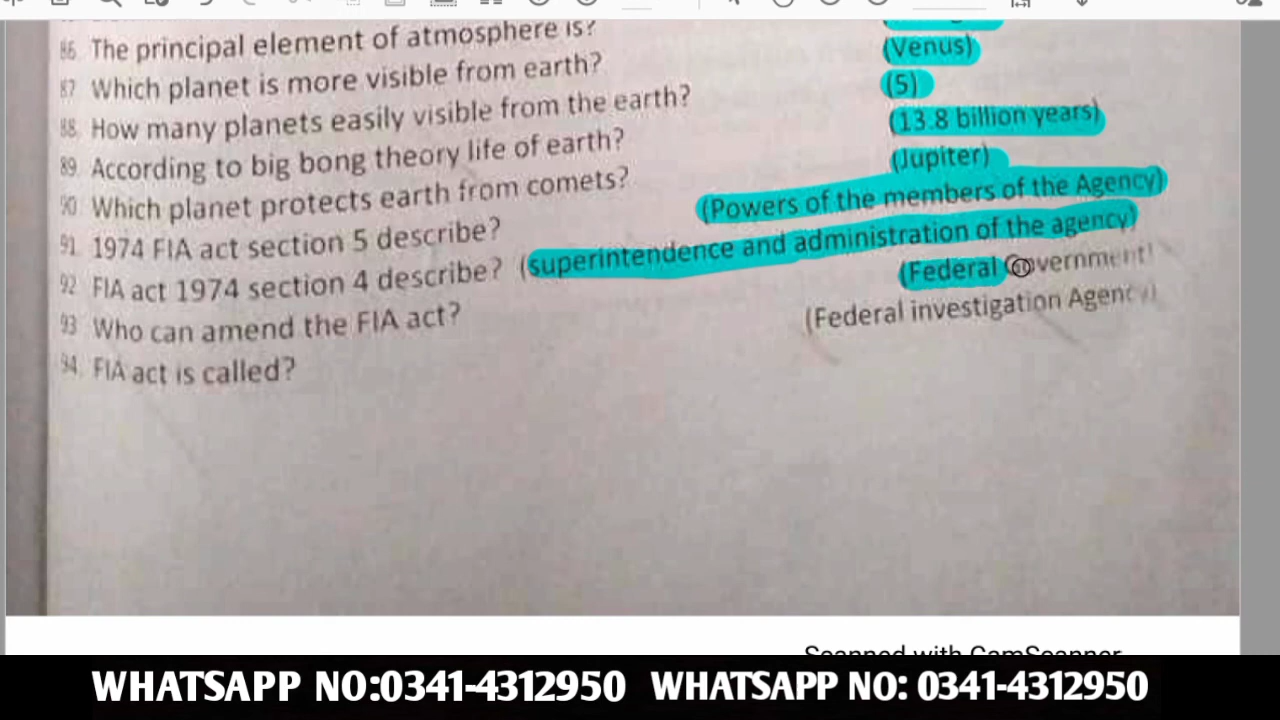 86. The principal element of atmosphere is?
87. Which planet is more visible from earth? (Venus)
88. How many planets easily visible from the earth? (5)
89. According to big bong theory life of earth? (13.8 billion years)
90. Which planet protects earth from comets? (Jupiter)
91. 1974 FIA act section 5 describe? (Powers of the members of the Agency)
92. FIA act 1974 section 4 describe? (superintendence and administration of the agency)
93. Who can amend the FIA act? (Federal Government)
94. FIA act is called? (Federal investigation Agency)
WHATSAPP NO:0341-4312950 WHATSAPP NO: 0341-4312950